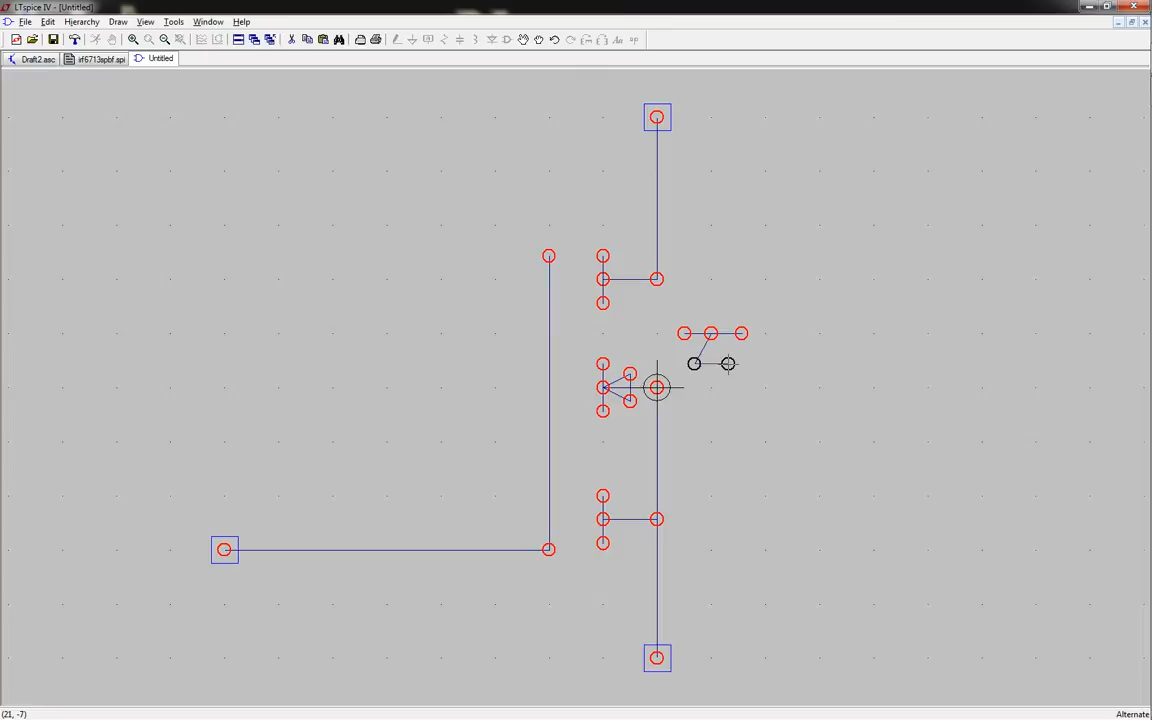 LTspice IV - [Untitled]
File Edit Hierarchy Draw View Tools Window Help
Draft2.asc irf6713spbf.spi Untitled
(21, -7) Alternate